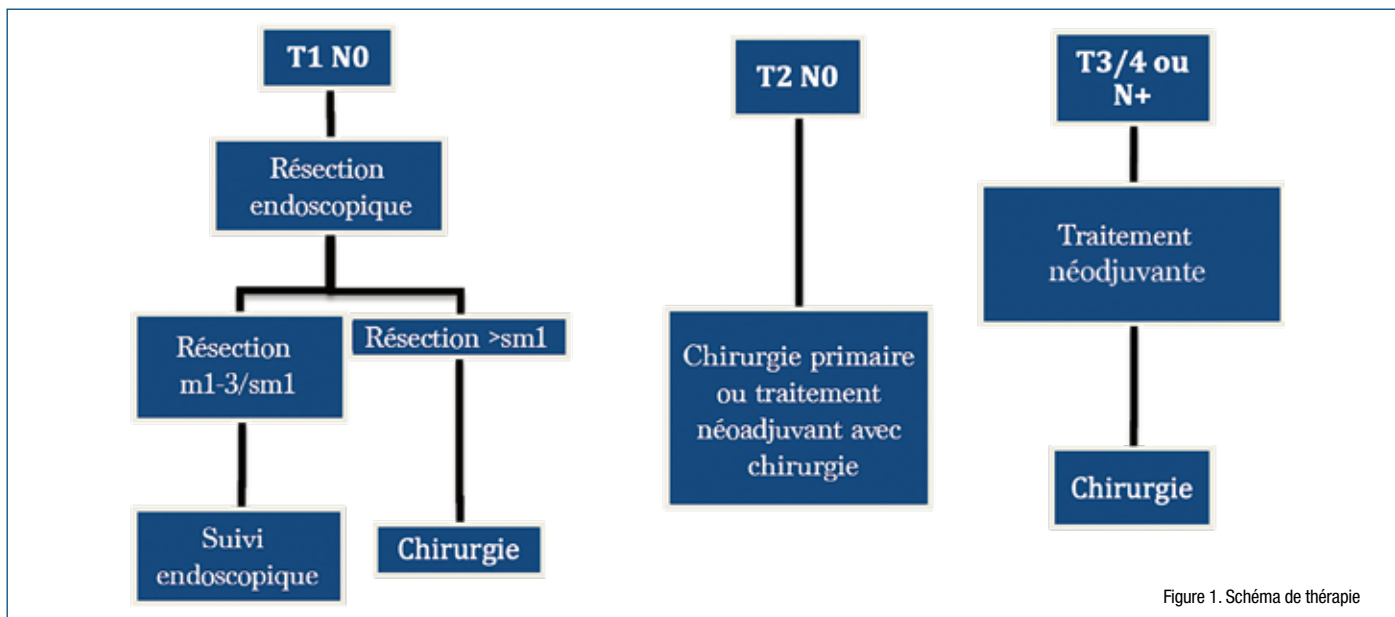 T1 N0
Résection
endoscopique
Résection
m1-3/sm1
Résection >sm1
Suivi
endoscopique
Chirurgie
T2 N0
Chirurgie primaire
ou traitement
néoadjuvant avec
chirurgie
T3/4 ou
N+
Traitement
néodjuvante
Chirurgie
Figure 1. Schéma de thérapie